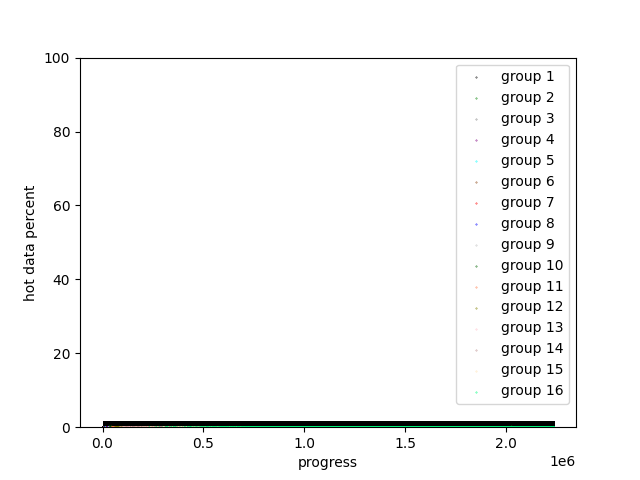 100
80
60
40
20
0
hot data percent
0.0 0.5 1.0 1.5 2.0
1e6
progress
group 1
group 2
group 3
group 4
group 5
group 6
group 7
group 8
group 9
group 10
group 11
group 12
group 13
group 14
group 15
group 16